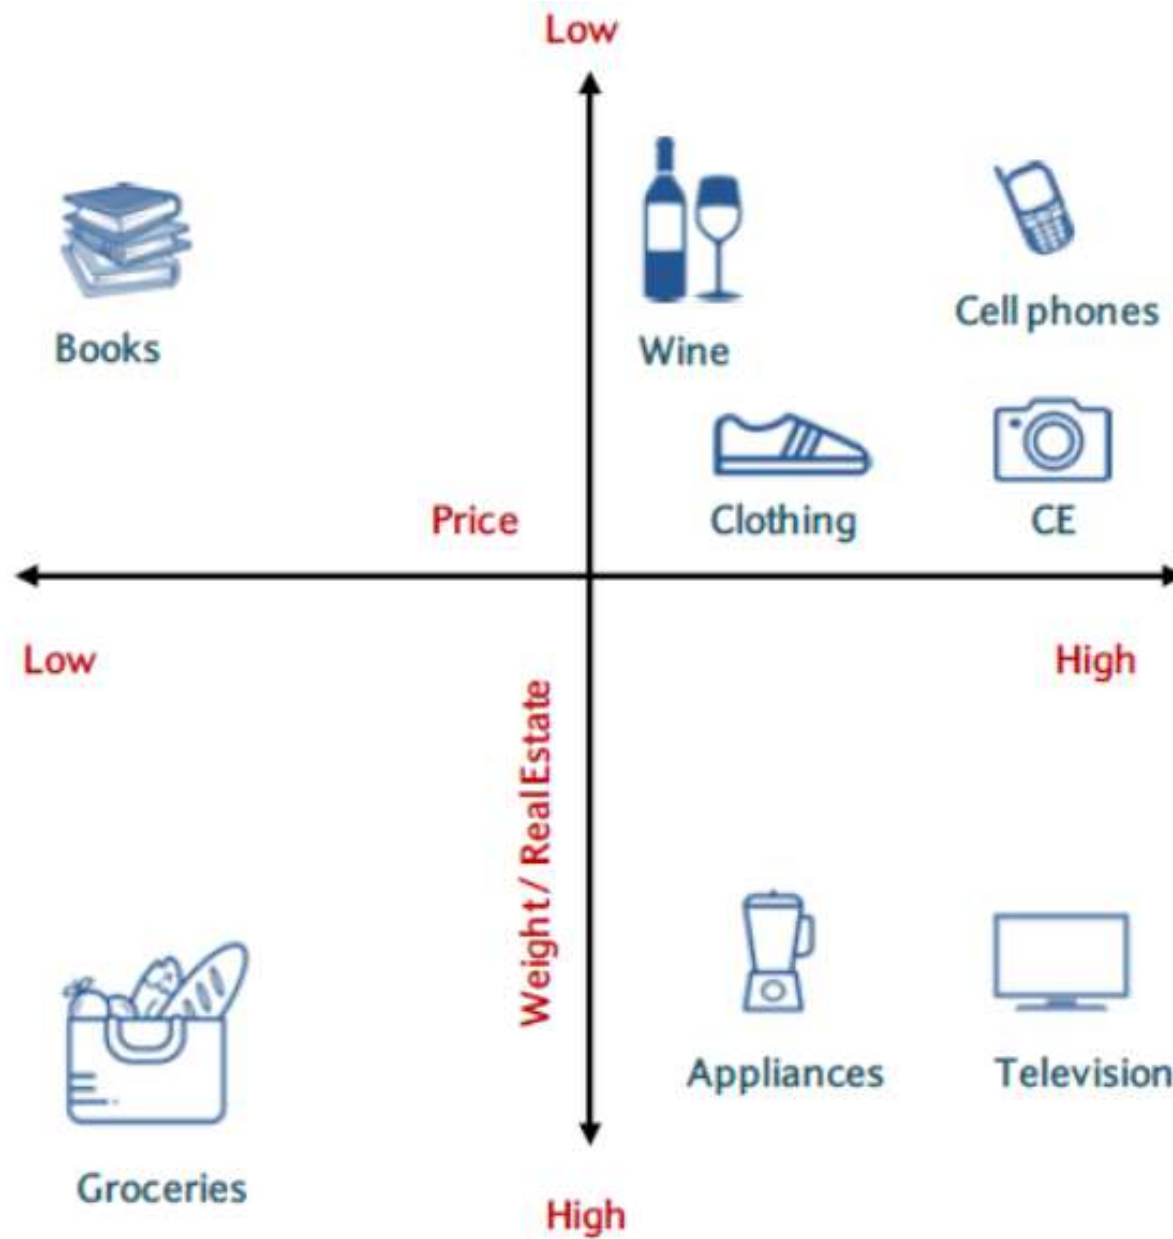 Low
Books
Wine
Cell phones
Price
Clothing
CE
Low
High
Weight / Real Estate
Appliances
Television
Groceries
High